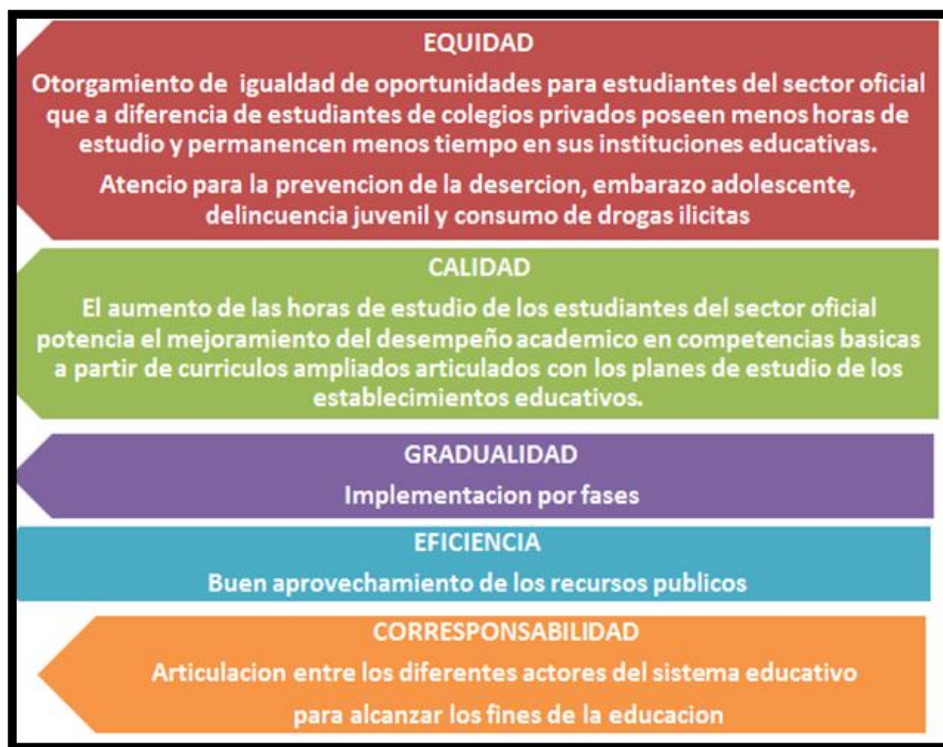 EQUIDAD
Otorgamiento de igualdad de oportunidades para estudiantes del sector oficial
que a diferencia de estudiantes de colegios privados poseen menos horas de
estudio y permanencen menos tiempo en sus instituciones educativas.
Atencio para la prevencion de la desercion, embarazo adolescente,
delincuencia juvenil y consumo de drogas ilicitas
CALIDAD
El aumento de las horas de estudio de los estudiantes del sector oficial
potencia el mejoramiento del desempeño academico en competencias basicas
a partir de curriculos ampliados articulados con los planes de estudio de los
establecimientos educativos.
GRADUALIDAD
Implementacion por fases
EFICIENCIA
Buen aprovechamiento de los recursos publicos
CORRESPONSABILIDAD
Articulacion entre los diferentes actores del sistema educativo
para alcanzar los fines de la educacion